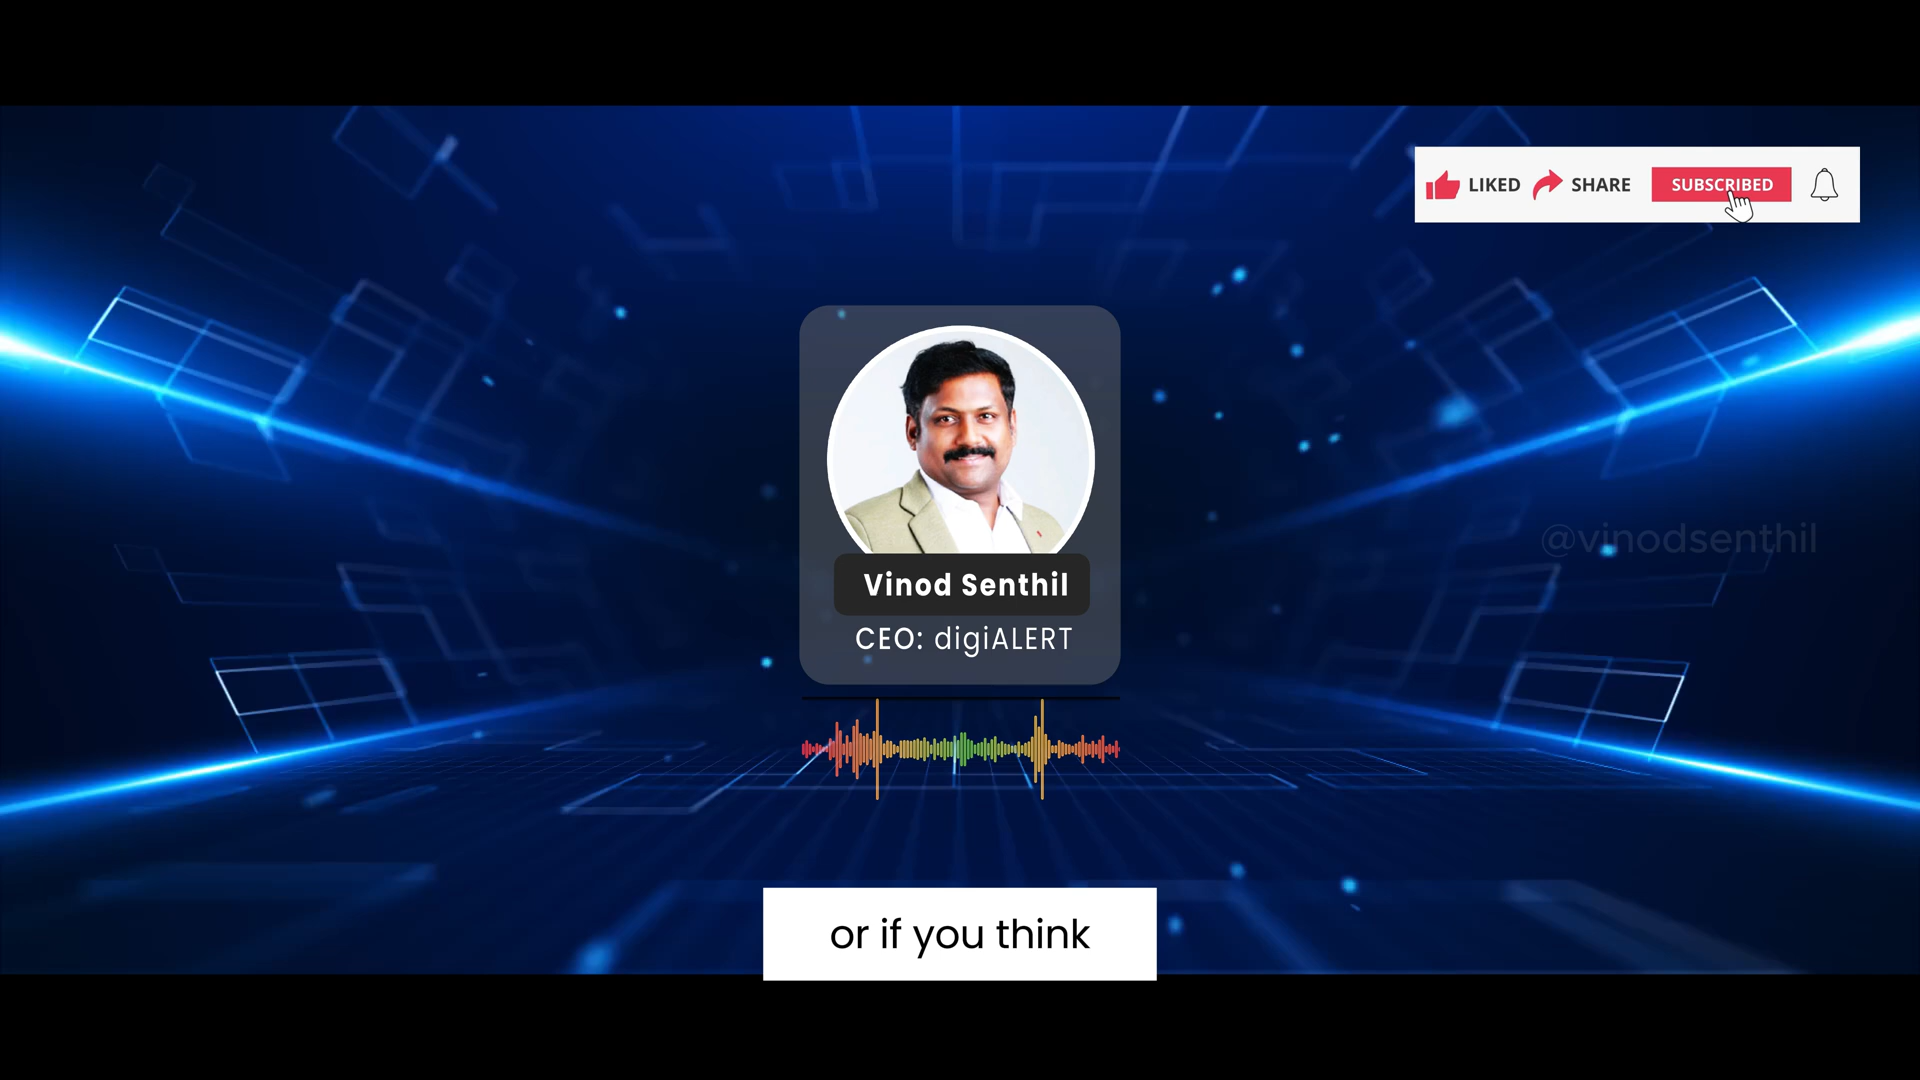 LIKED SHARE SUBSCRIBED
@vinodsenthil
Vinod Senthil
CEO: digiALERT
or if you think